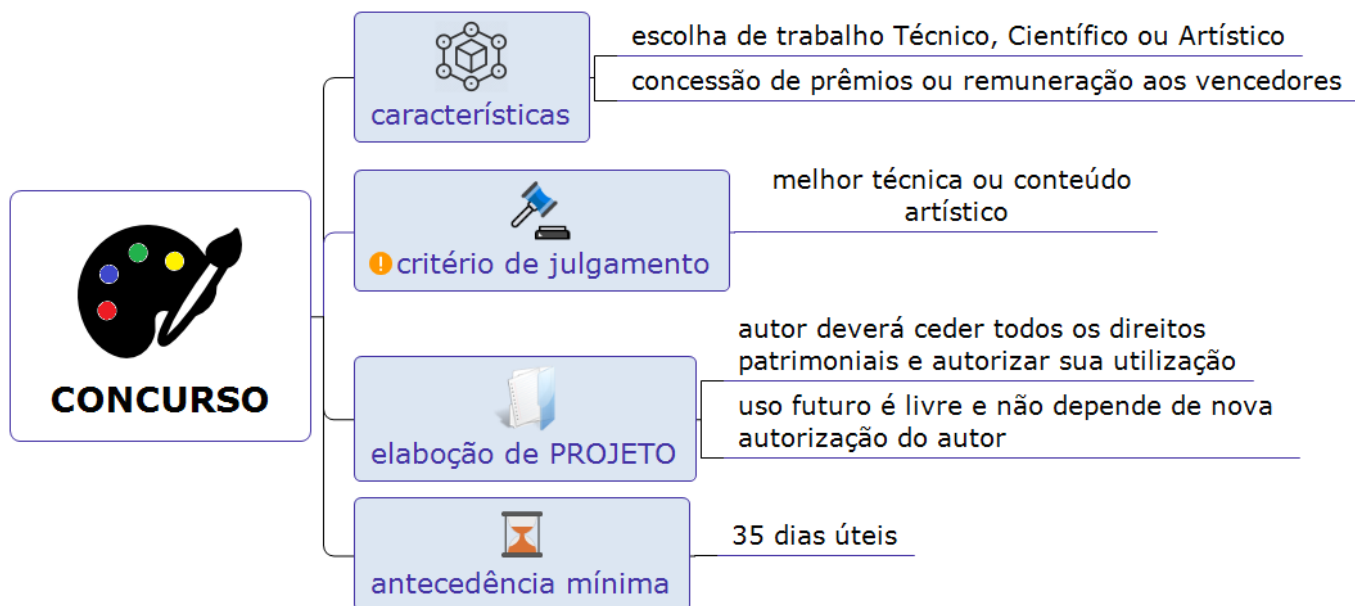 CONCURSO
características
escolha de trabalho Técnico, Científico ou Artístico
concessão de prêmios ou remuneração aos vencedores
critério de julgamento
melhor técnica ou conteúdo
artístico
elaboção de PROJETO
autor deverá ceder todos os direitos
patrimoniais e autorizar sua utilização
uso futuro é livre e não depende de nova
autorização do autor
antecedência mínima
35 dias úteis